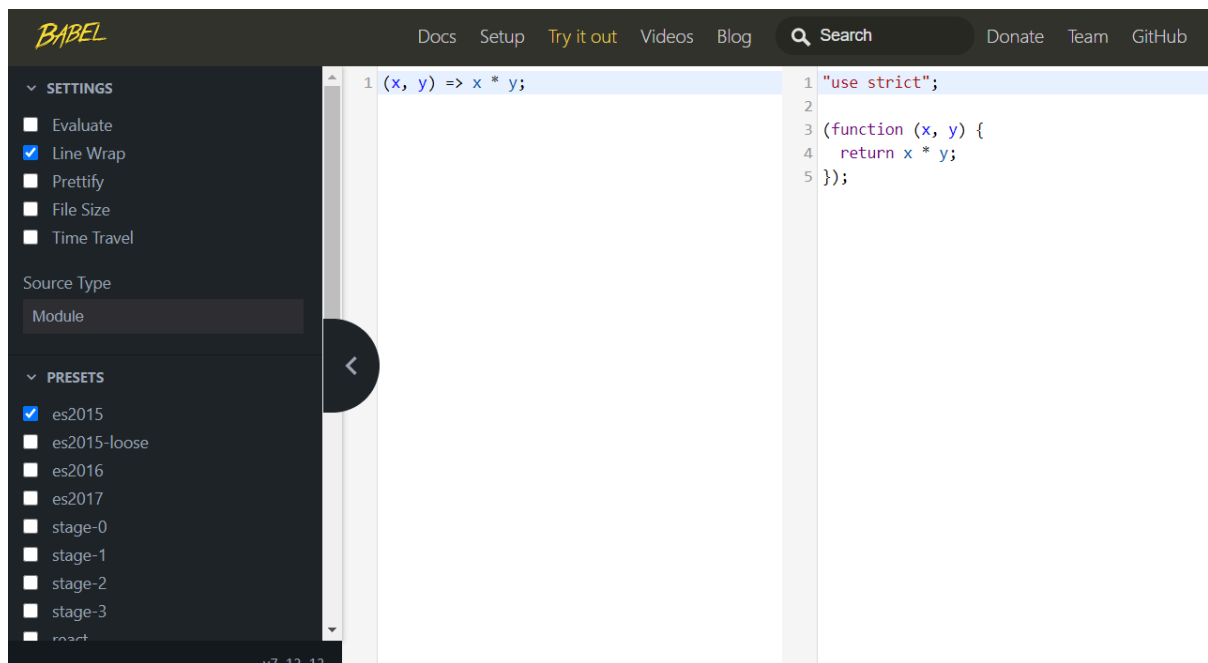 BABEL
Docs Setup Try it out Videos Blog Search Donate Team GitHub
SETTINGS
Evaluate
Line Wrap
Prettify
File Size
Time Travel
Source Type
Module
PRESETS
es2015
es2015-loose
es2016
es2017
stage-0
stage-1
stage-2
stage-3
react
1 (x, y) => x * y;
1 "use strict";
2
3 (function (x, y) {
4 return x * y;
5 });